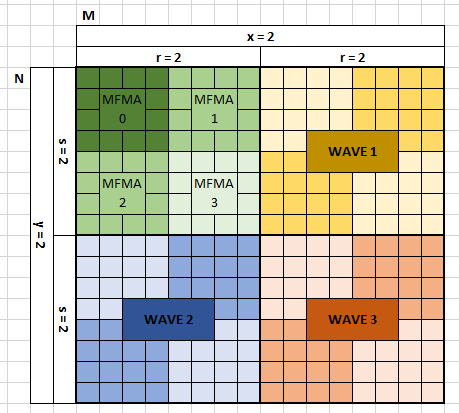 M
x = 2
r = 2
r = 2
N
y = 2
s = 2
s = 2
MFMA
0
MFMA
1
MFMA
2
MFMA
3
WAVE 1
WAVE 2
WAVE 3